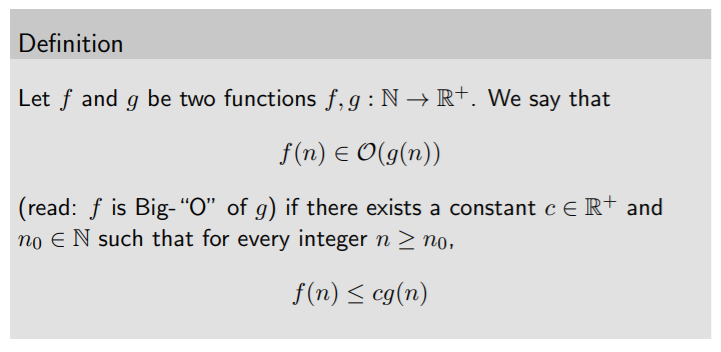 Definition
Let f and g be two functions f, g : ℕ → ℝ⁺. We say that
f(n) ∈ 𝒪(g(n))
(read: f is Big-“O” of g) if there exists a constant c ∈ ℝ⁺ and
n₀ ∈ ℕ such that for every integer n ≥ n₀,
f(n) ≤ cg(n)